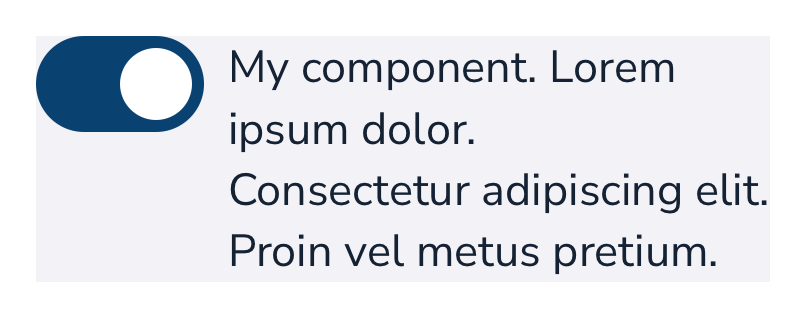 My component. Lorem
ipsum dolor.
Consectetur adipiscing elit.
Proin vel metus pretium.